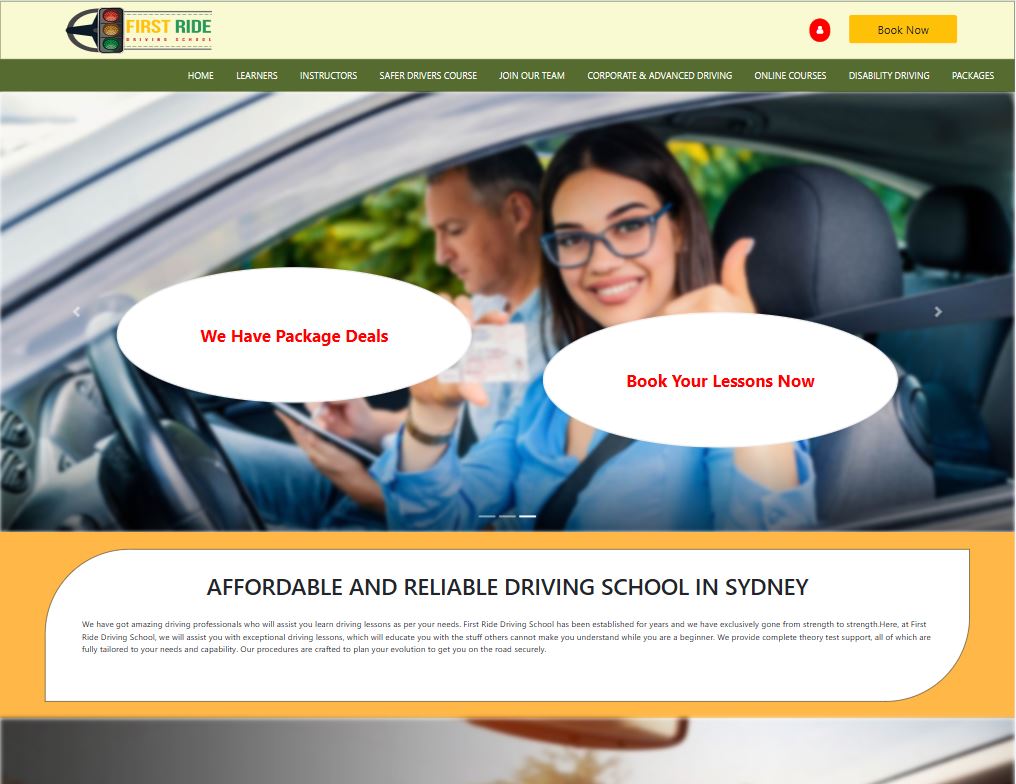 FIRST RIDE
DRIVING SCHOOL
Book Now
HOME LEARNERS INSTRUCTORS SAFER DRIVERS COURSE JOIN OUR TEAM CORPORATE & ADVANCED DRIVING ONLINE COURSES DISABILITY DRIVING PACKAGES
We Have Package Deals
Book Your Lessons Now
AFFORDABLE AND RELIABLE DRIVING SCHOOL IN SYDNEY
We have got amazing driving professionals who will assist you learn driving lessons as per your needs. First Ride Driving School has been established for years and we have exclusively gone from strength to strength.Here, at First
Ride Driving School, we will assist you with exceptional driving lessons, which will educate you with the stuff others cannot make you understand while you are a beginner. We provide complete theory test support, all of which are
fully tailored to your needs and capability. Our procedures are crafted to plan your evolution to get you on the road securely.